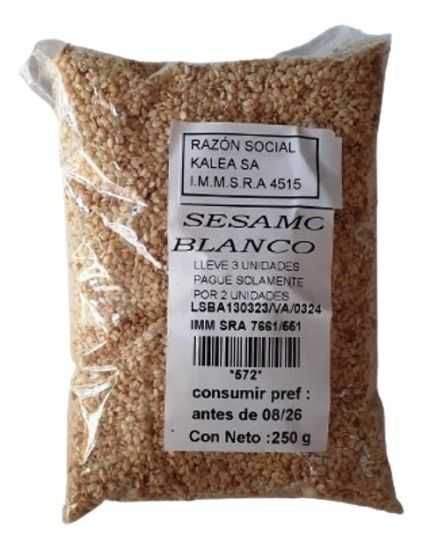 RAZÓN SOCIAL
KALEA SA
I.M.M.S.R.A 4515
SESAMO
BLANCO
LLEVE 3 UNIDADES
PAGUE SOLAMENTE
POR 2 UNIDADES
LSBA130323/VA/0324
IMM SRA 7661/551
*572*
consumir pref :
antes de 08/26
Con Neto :250 g